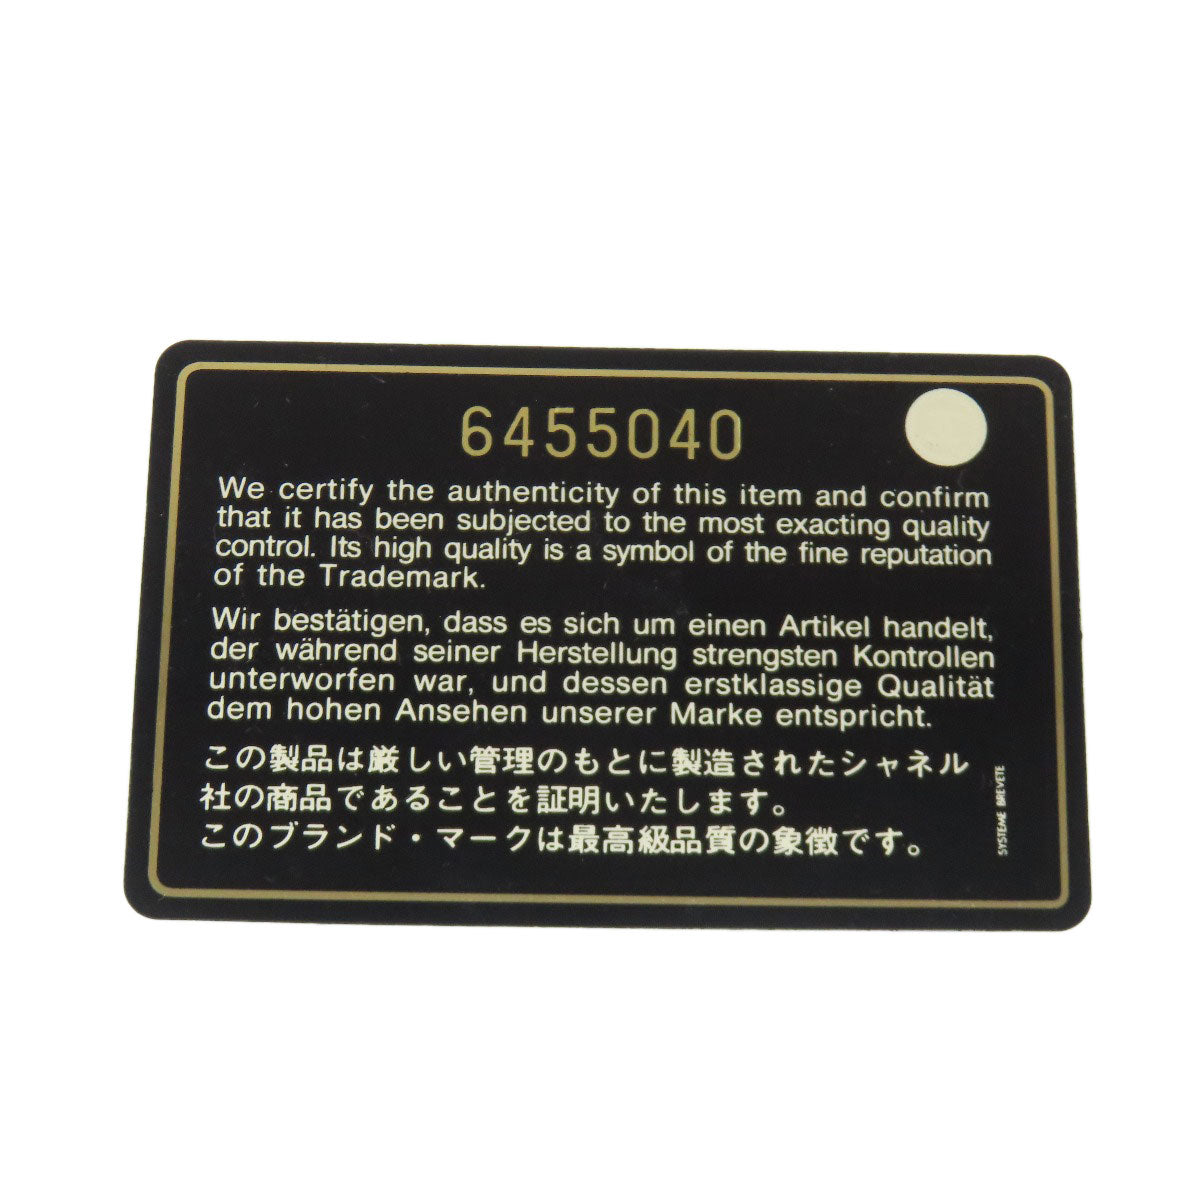 6455040
We certify the authenticity of this item and confirm
that it has been subjected to the most exacting quality
control. Its high quality is a symbol of the fine reputation
of the Trademark.
Wir bestätigen, dass es sich um einen Artikel handelt,
der während seiner Herstellung strengsten Kontrollen
unterworfen war, und dessen erstklassige Qualität
dem hohen Ansehen unserer Marke entspricht.
この製品は厳しい管理のもとに製造されたシャネル
社の商品であることを証明いたします。
このブランド・マークは最高級品質の象徴です。
SYSTEME BREVETE